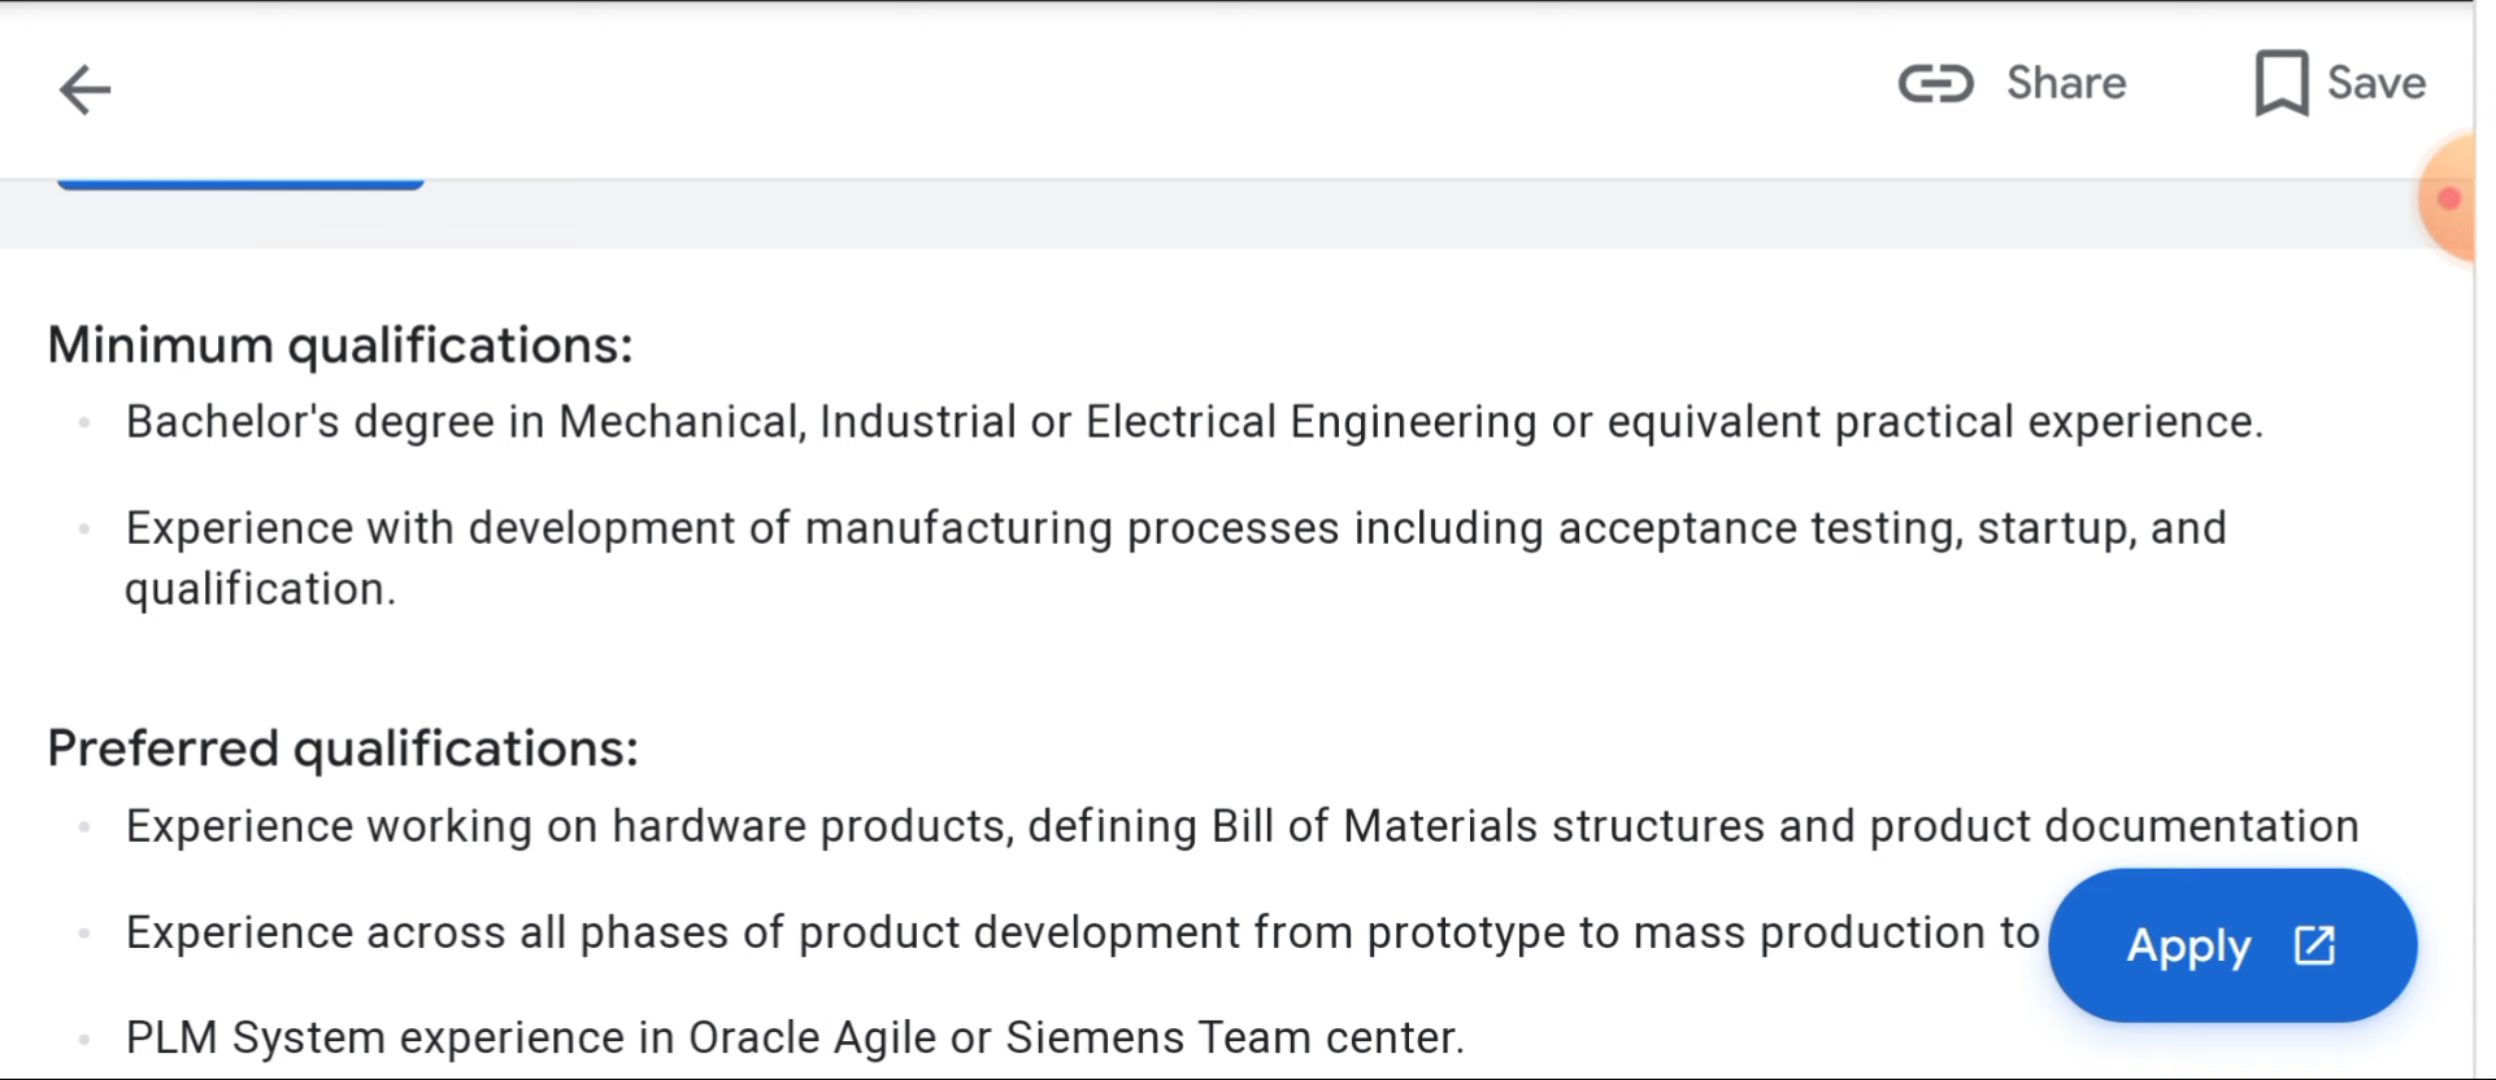 Share
Save
Minimum qualifications:
Bachelor's degree in Mechanical, Industrial or Electrical Engineering or equivalent practical experience.
Experience with development of manufacturing processes including acceptance testing, startup, and
qualification.
Preferred qualifications:
Experience working on hardware products, defining Bill of Materials structures and product documentation
Experience across all phases of product development from prototype to mass production to
Apply
PLM System experience in Oracle Agile or Siemens Team center.